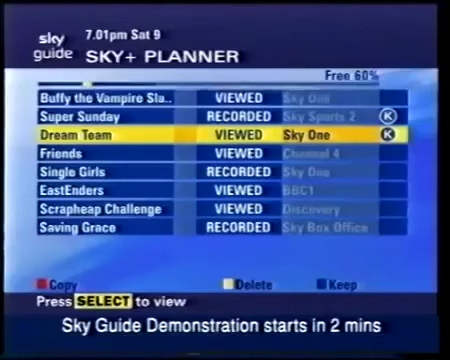 sky guide 7.01pm Sat 9
SKY+ PLANNER
Free 60%
Buffy the Vampire Sla.. VIEWED Sky One
Super Sunday RECORDED Sky Sports 2 K
Dream Team VIEWED Sky One K
Friends VIEWED Channel 4
Single Girls RECORDED Sky One
EastEnders VIEWED BBC1
Scrapheap Challenge VIEWED Discovery
Saving Grace RECORDED Sky Box Office
Copy Delete Keep
Press SELECT to view
Sky Guide Demonstration starts in 2 mins